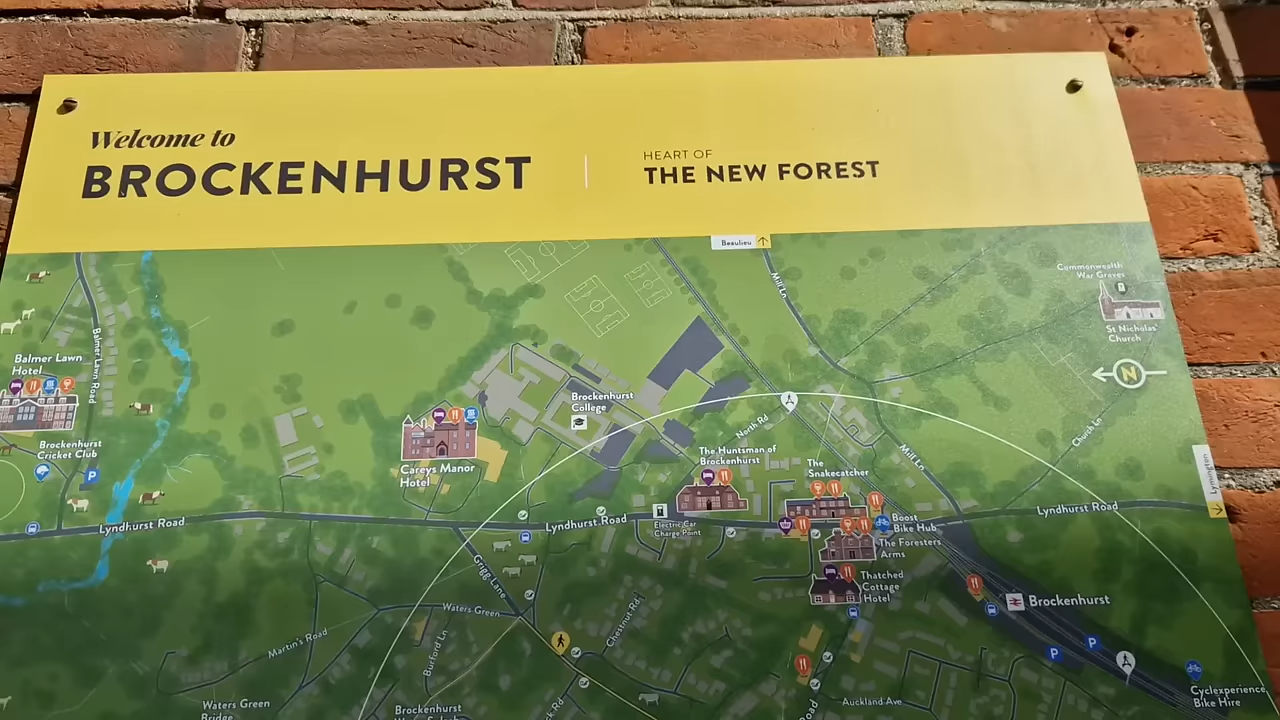 Welcome to
BROCKENHURST
HEART OF
THE NEW FOREST
Beaulieu
Mill Ln
Commonwealth
War Graves
St Nicholas'
Church
N
Balmer Lawn Road
Balmer Lawn
Hotel
Brockenhurst
College
Brockenhurst
Cricket Club
P
Careys Manor
Hotel
North Rd
The Huntsman of
Brockenhurst
The
Snakecatcher
Mill Ln
Church Ln
Lymington
Lyndhurst Road
Lyndhurst Road
Electric Car
Charge Point
Boost
Bike Hub
The Foresters
Arms
Lyndhurst Road
Thatched
Cottage
Hotel
Grigg Lane
Brockenhurst
Waters Green
Chestnut Rd
Martin's Road
Burford Ln
P
P
Cyclexperience
Bike Hire
Waters Green
Bridge
Brockenhurst
Auckland Ave
Road